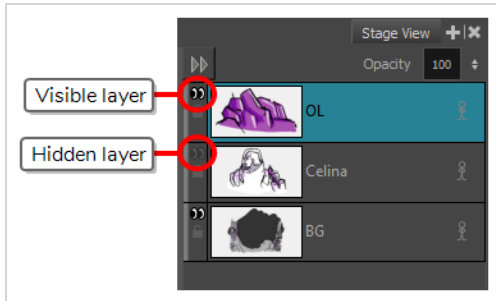 Stage View
Opacity 100
Visible layer
OL
Hidden layer
Celina
BG